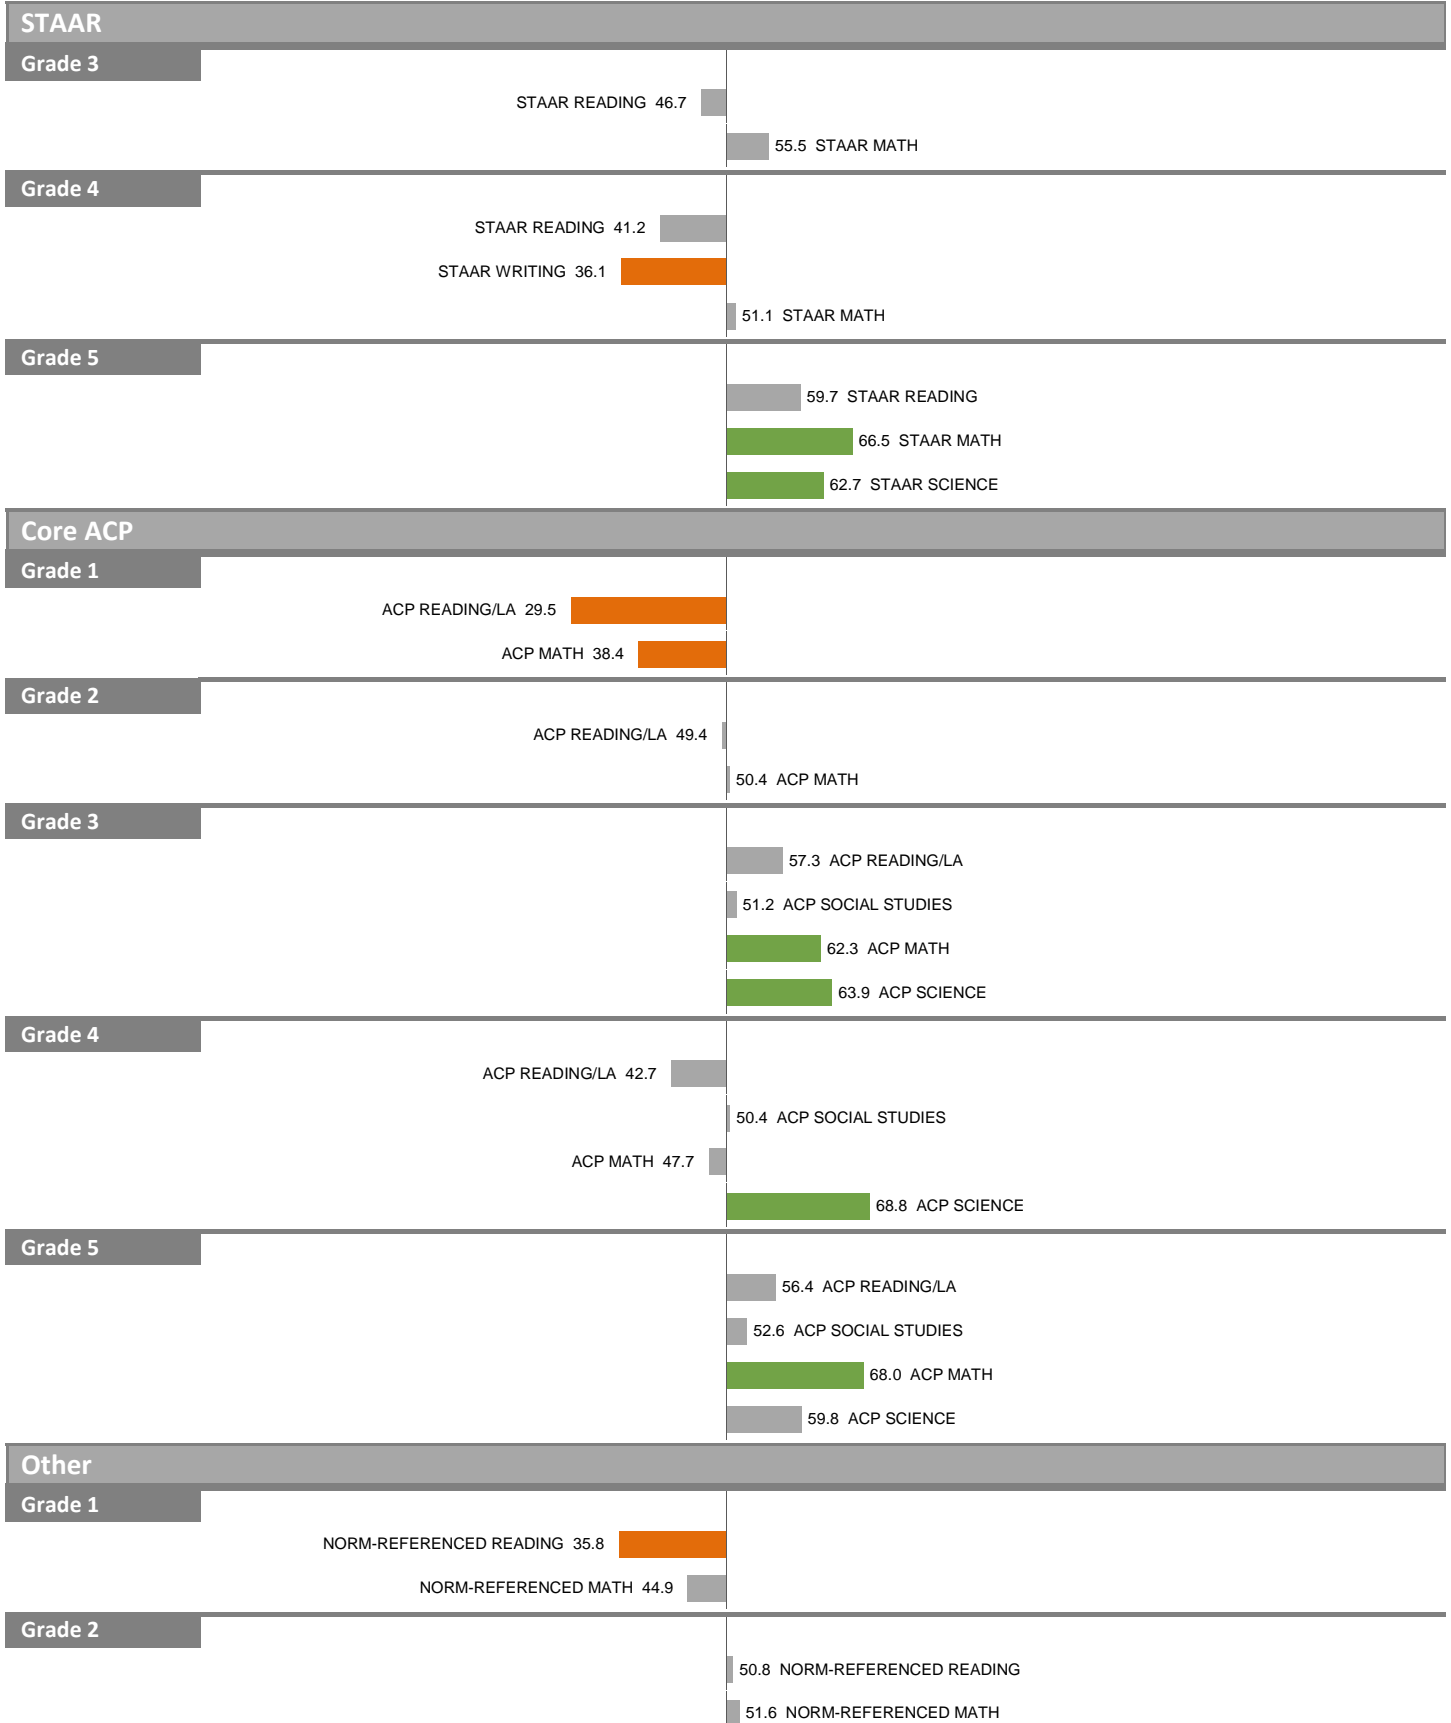 STAAR
Grade 3
STAAR READING 46.7
55.5 STAAR MATH
Grade 4
STAAR READING 41.2
STAAR WRITING 36.1
51.1 STAAR MATH
Grade 5
59.7 STAAR READING
66.5 STAAR MATH
62.7 STAAR SCIENCE
Core ACP
Grade 1
ACP READING/LA 29.5
ACP MATH 38.4
Grade 2
ACP READING/LA 49.4
50.4 ACP MATH
Grade 3
57.3 ACP READING/LA
51.2 ACP SOCIAL STUDIES
62.3 ACP MATH
63.9 ACP SCIENCE
Grade 4
ACP READING/LA 42.7
50.4 ACP SOCIAL STUDIES
ACP MATH 47.7
68.8 ACP SCIENCE
Grade 5
56.4 ACP READING/LA
52.6 ACP SOCIAL STUDIES
68.0 ACP MATH
59.8 ACP SCIENCE
Other
Grade 1
NORM-REFERENCED READING 35.8
NORM-REFERENCED MATH 44.9
Grade 2
50.8 NORM-REFERENCED READING
51.6 NORM-REFERENCED MATH